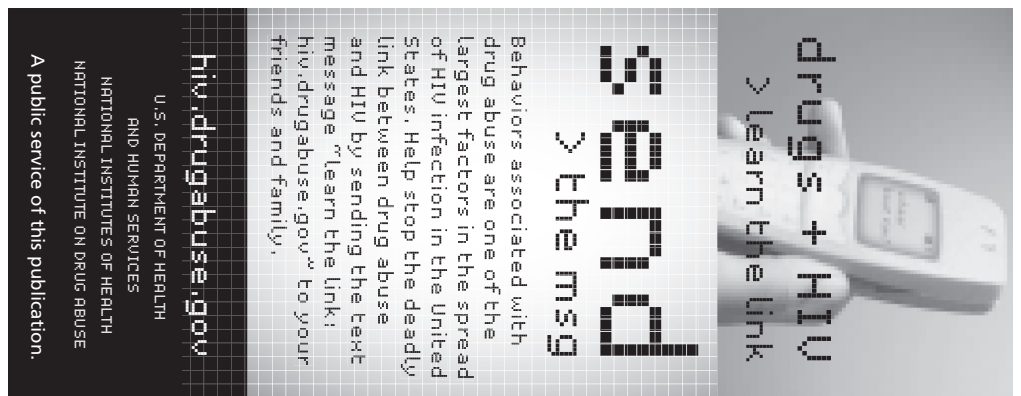 drugs + HIV
> learn the link
send
> the msg
Behaviors associated with
drug abuse are one of the
largest factors in the spread
of HIV infection in the United
States. Help stop the deadly
link between drug abuse
and HIV by sending the text
message "learn the link:
hiv.drugabuse.gov" to your
friends and family.
hiv.drugabuse.gov
U.S. DEPARTMENT OF HEALTH
AND HUMAN SERVICES
NATIONAL INSTITUTES OF HEALTH
NATIONAL INSTITUTE ON DRUG ABUSE
A public service of this publication.